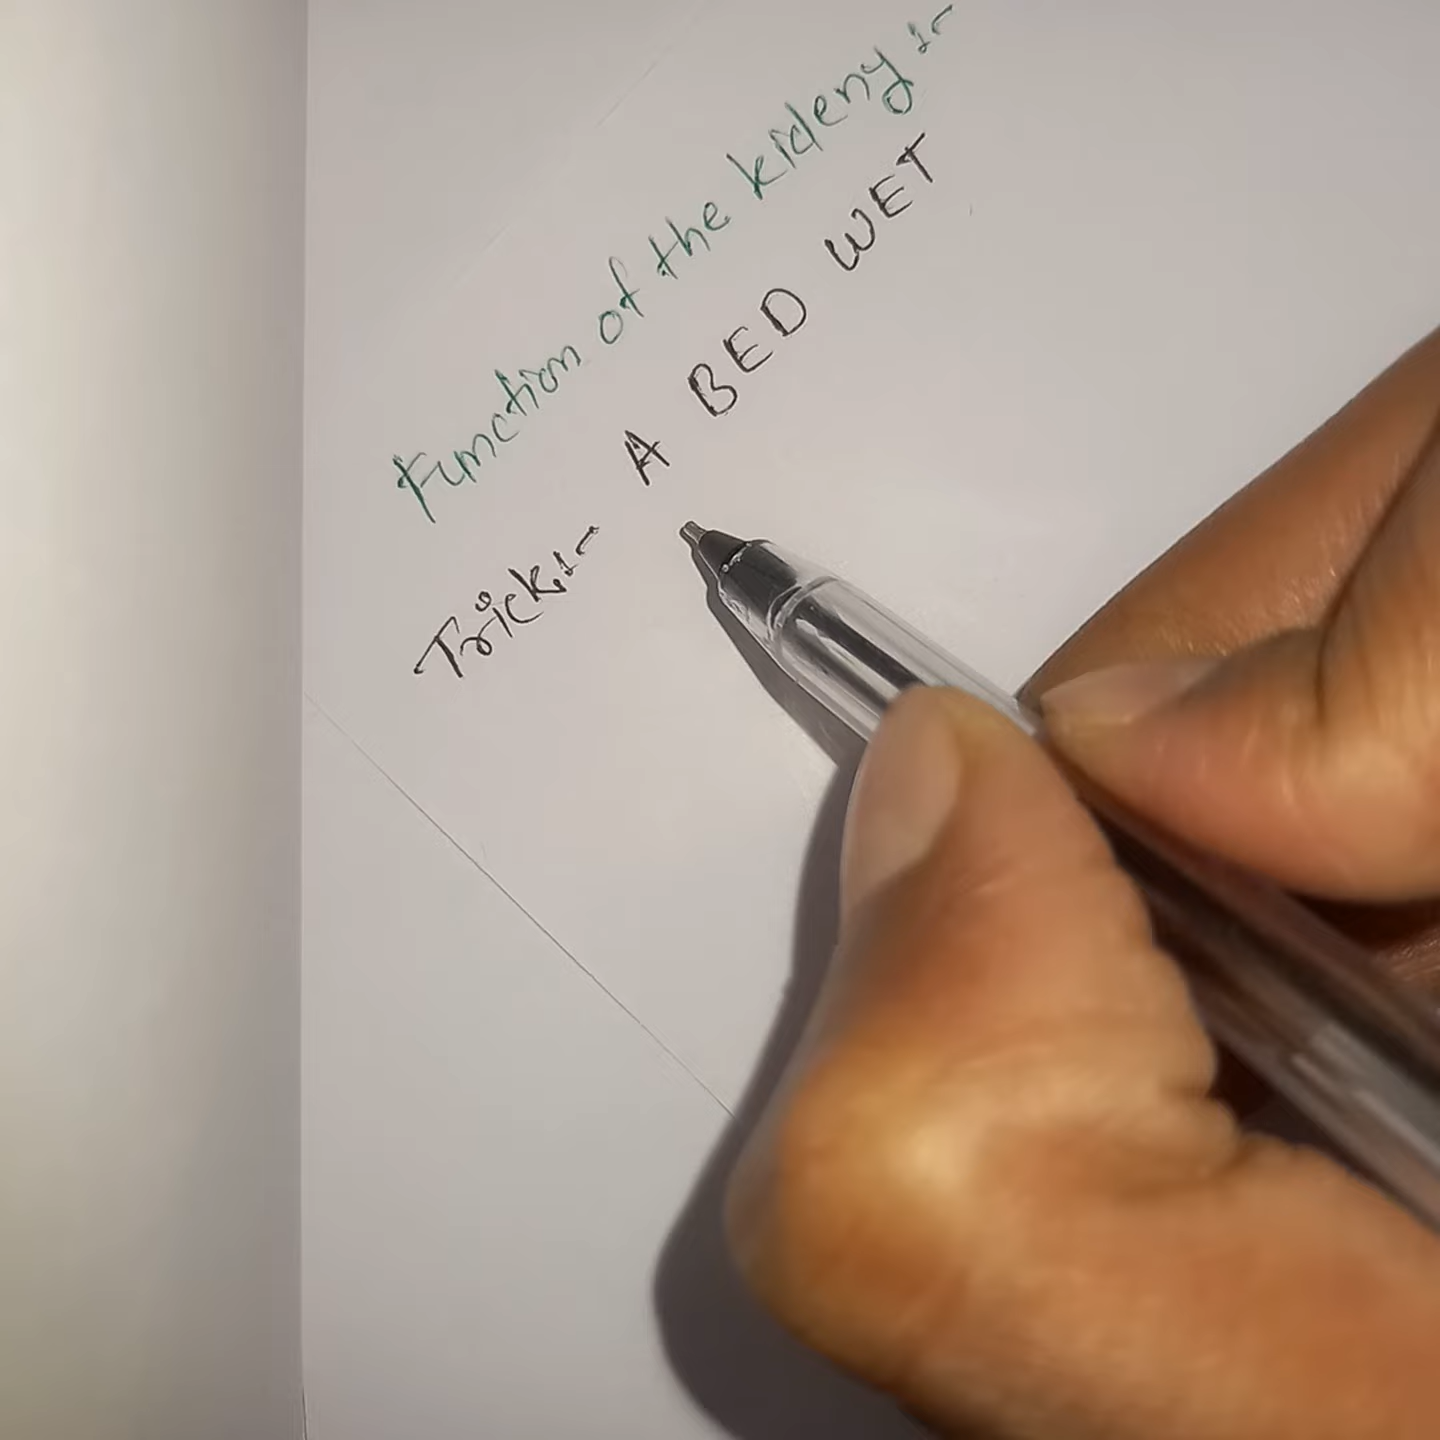 Function of the kideny :-
Trick :- A BED WET